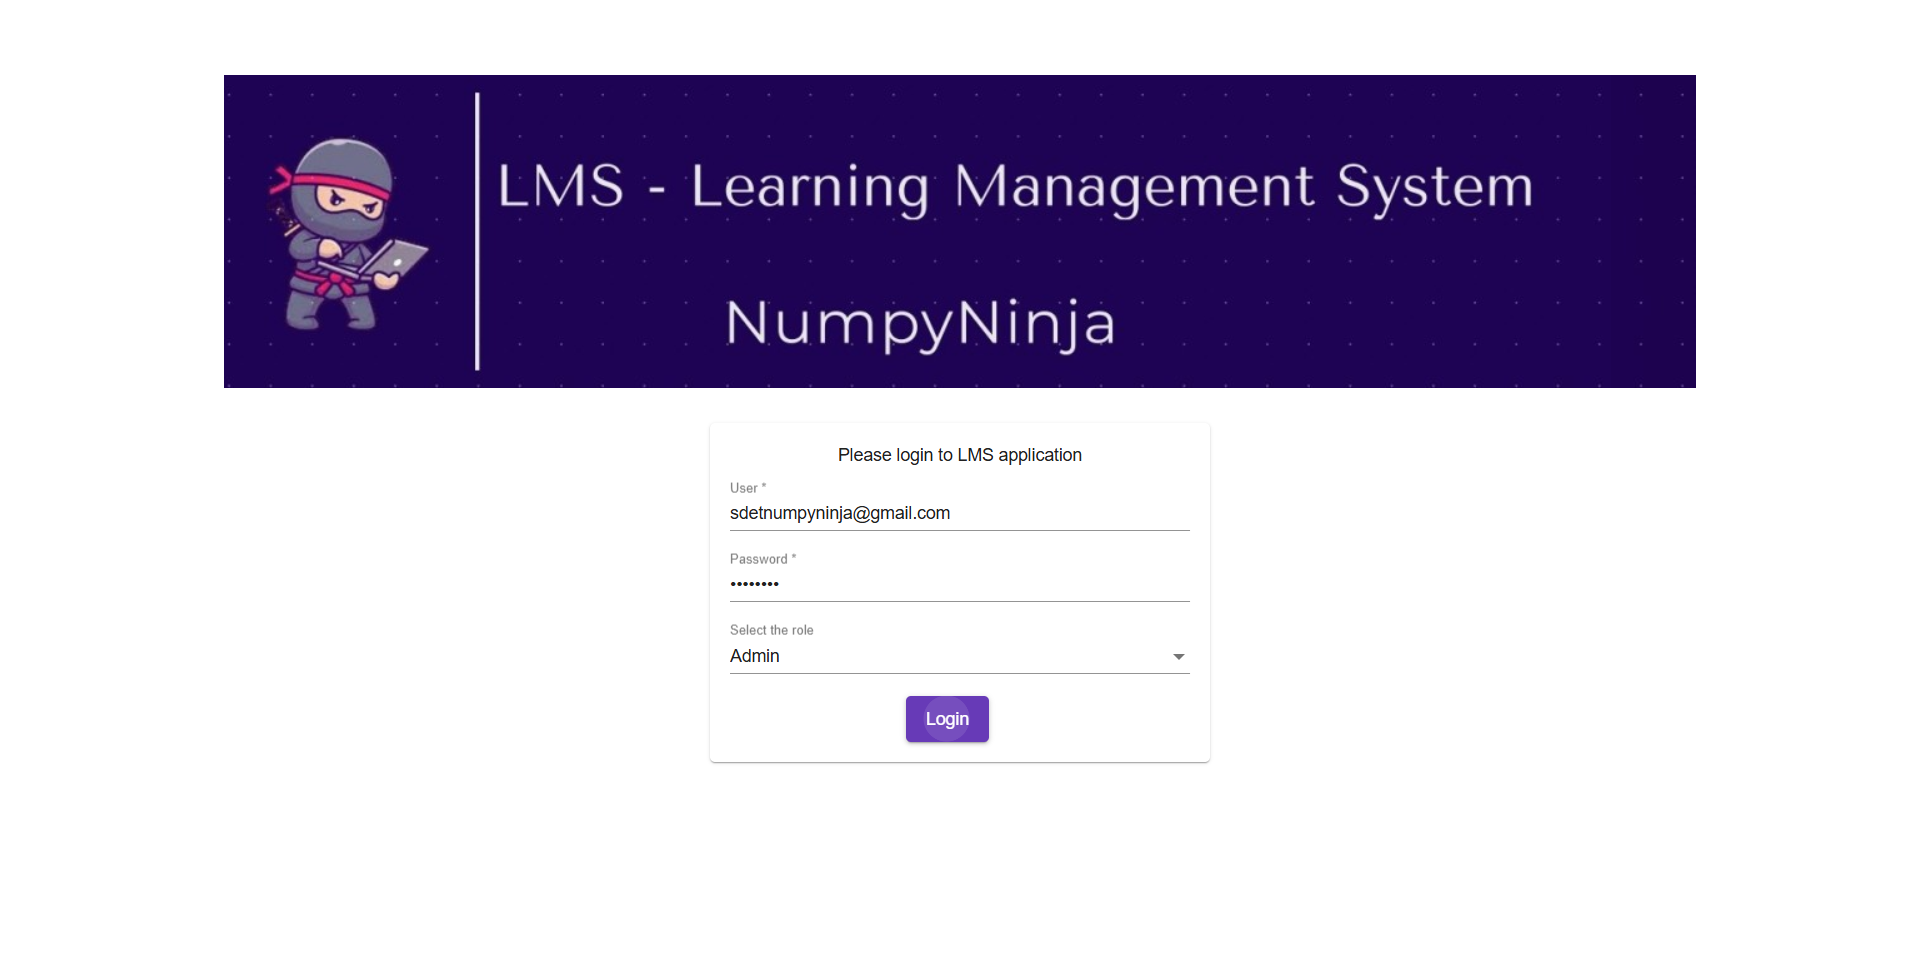 LMS - Learning Management System
NumpyNinja
Please login to LMS application
User *
sdetnumpyninja@gmail.com
Password *
••••••••
Select the role
Admin
Login